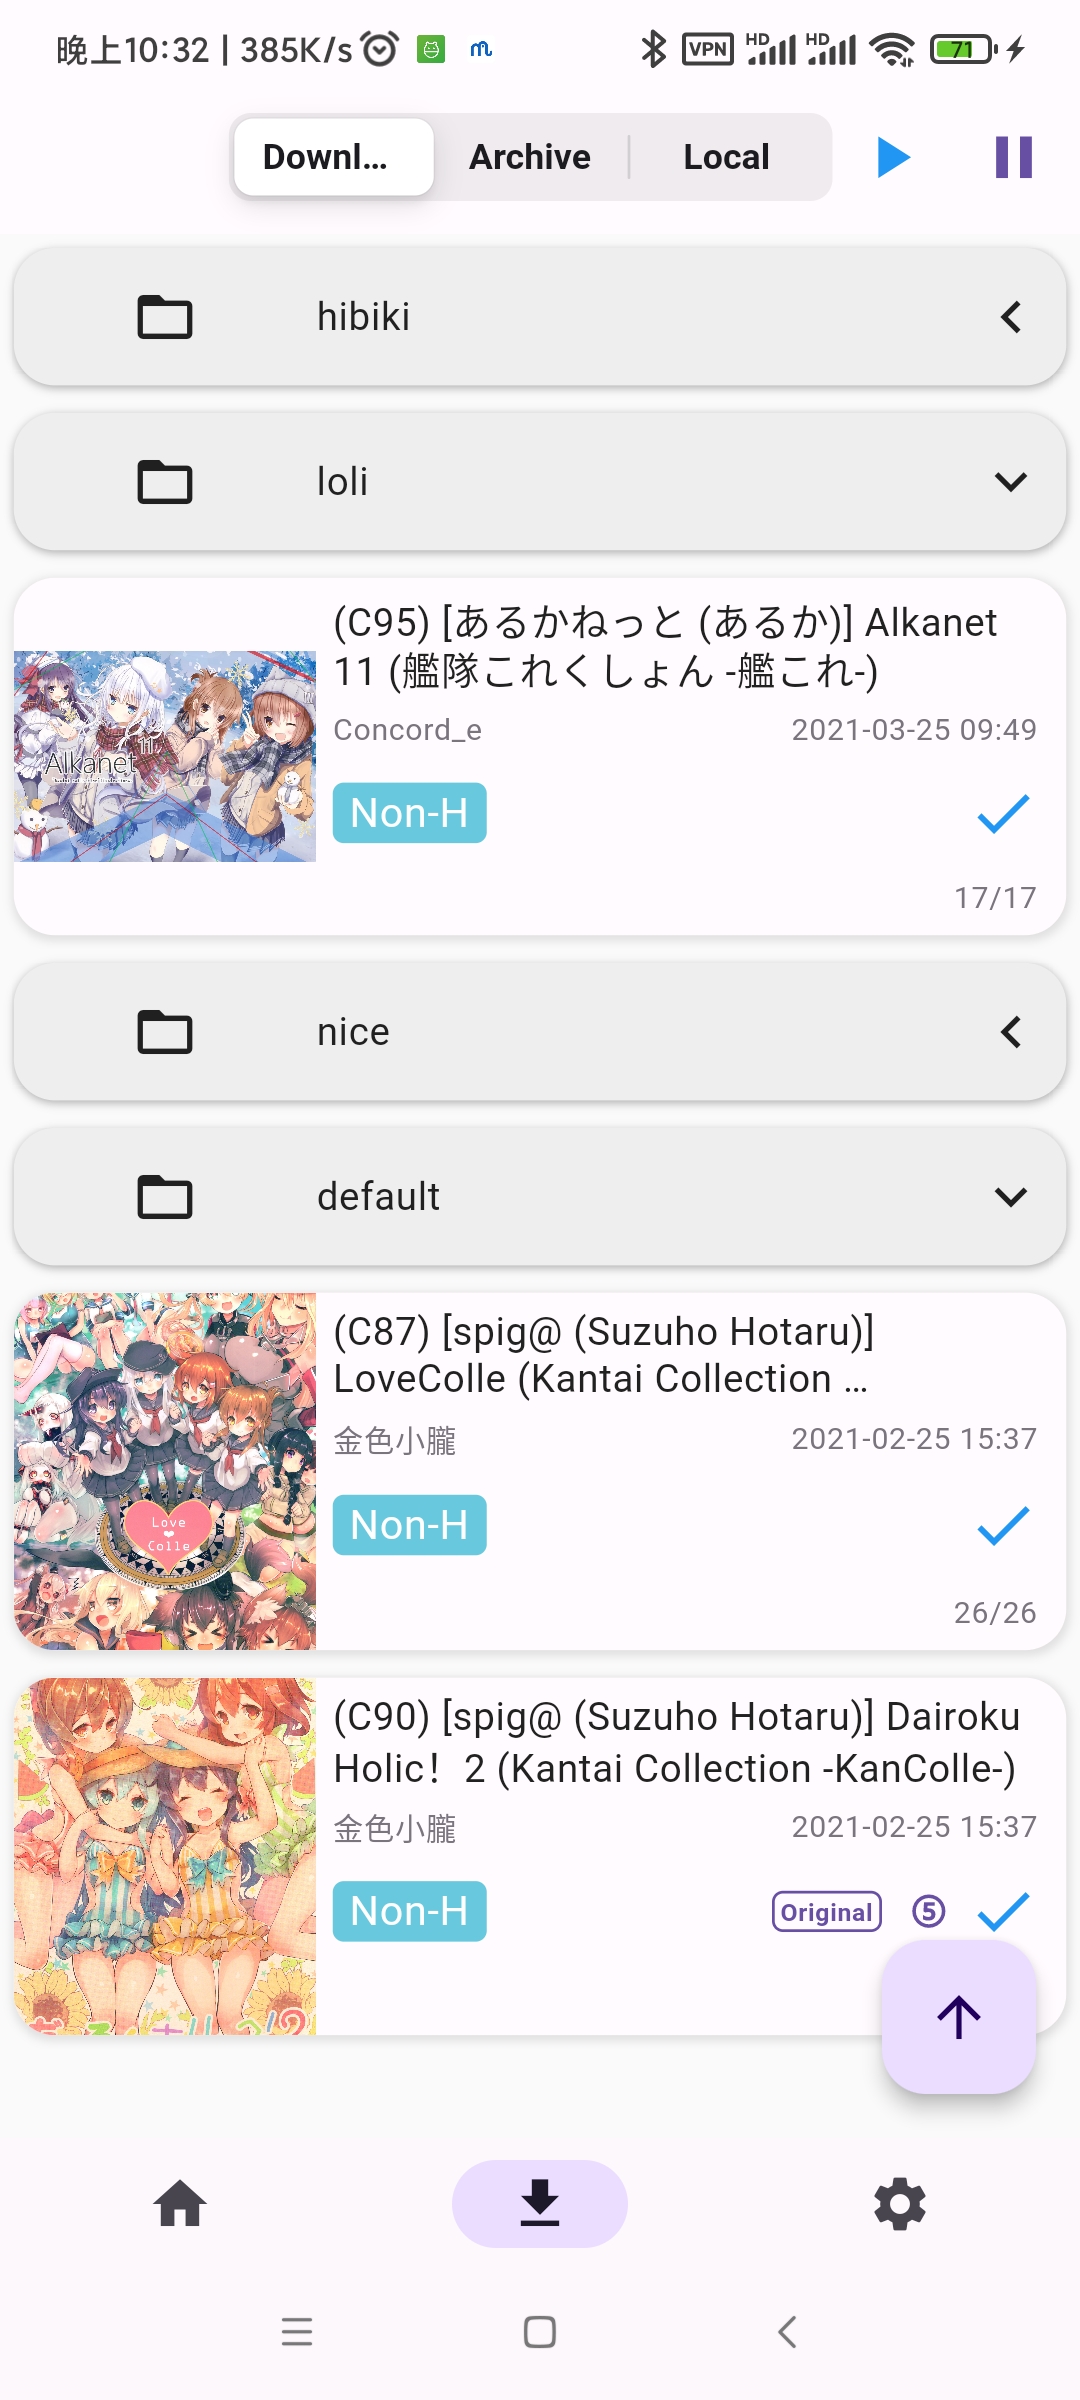 晚上10:32 | 385K/s
VPN
HD
HD
71
Downl...
Archive
Local
hibiki
loli
(C95) [あるかねっと (あるか)] Alkanet
11 (艦隊これくしょん -艦これ-)
Concord_e
2021-03-25 09:49
Alkanet
11
Non-H
17/17
nice
default
(C87) [spig@ (Suzuho Hotaru)]
LoveColle (Kantai Collection ...
金色小朧
2021-02-25 15:37
Love
Colle
Non-H
26/26
(C90) [spig@ (Suzuho Hotaru)] Dairoku
Holic！2 (Kantai Collection -KanColle-)
金色小朧
2021-02-25 15:37
Non-H
Original
5